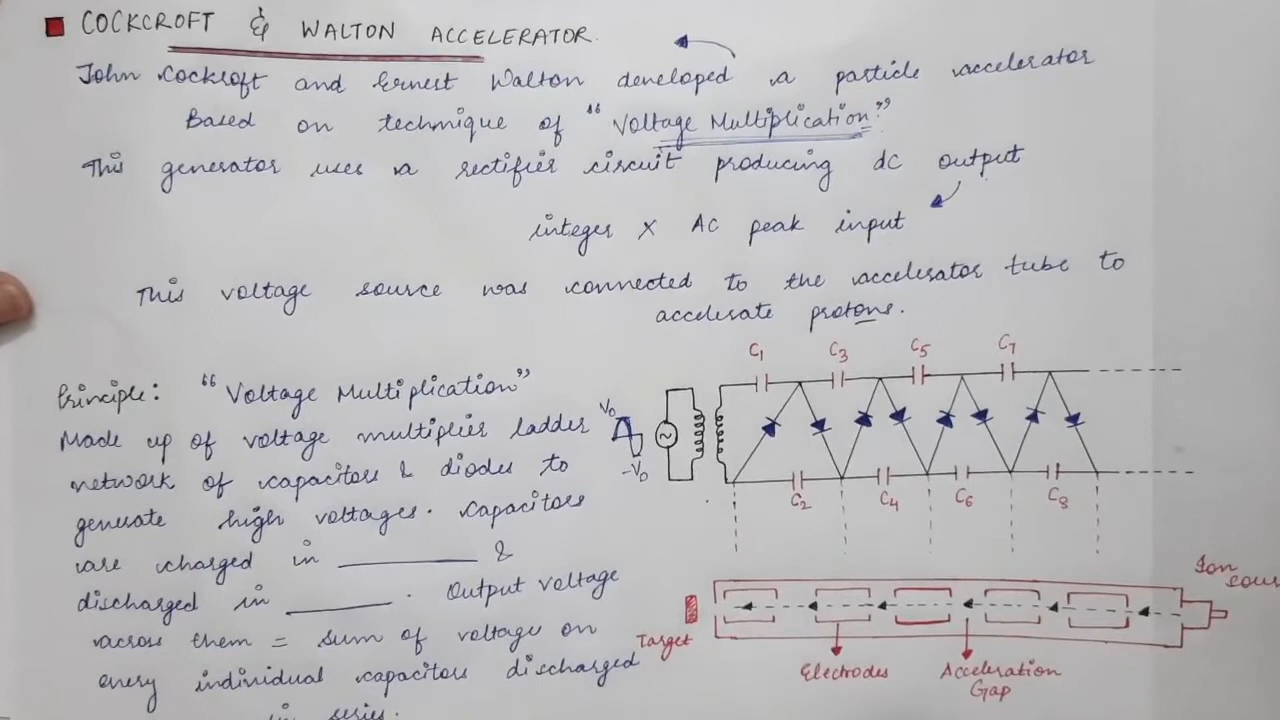 COCKCROFT & WALTON ACCELERATOR.
John Cockroft and Ernest Walton developed a particle accelerator
Based on technique of "Voltage Multiplication"
This generator uses a rectifier circuit producing dc output
integer X AC peak input
This voltage source was connected to the accelerator tube to
accelerate protons.
Principle: "Voltage Multiplication"
Made up of voltage multiplier ladder
network of capacitors & diodes to
generate high voltages. Capacitors
are charged in ________ &
discharged in ________. Output voltage
across them = sum of voltage on
every individual capacitors discharged
in series.
C1 C3 C5 C7
V0
-V0
C2 C4 C6 C8
Ion
Target
Electrodes
Acceleration
Gap